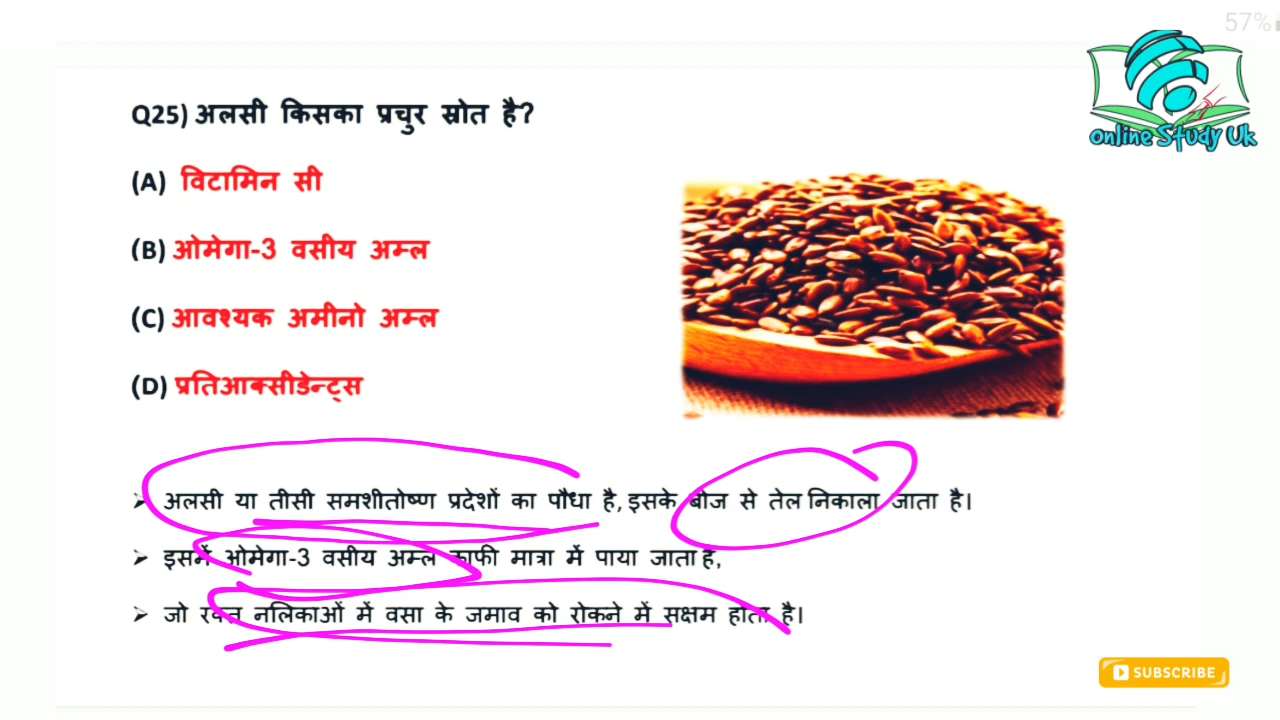 57%
Online Study Uk
Q25) अलसी किसका प्रचुर स्रोत है?
(A) विटामिन सी
(B) ओमेगा-3 वसीय अम्ल
(C) आवश्यक अमीनो अम्ल
(D) प्रतिआक्सीडेन्ट्स
➢ अलसी या तीसी समशीतोष्ण प्रदेशों का पौधा है, इसके बीज से तेल निकाला जाता है।
➢ इसमें ओमेगा-3 वसीय अम्ल काफी मात्रा में पाया जाता है,
➢ जो रक्त नलिकाओं में वसा के जमाव को रोकने में सक्षम होता है।
SUBSCRIBE